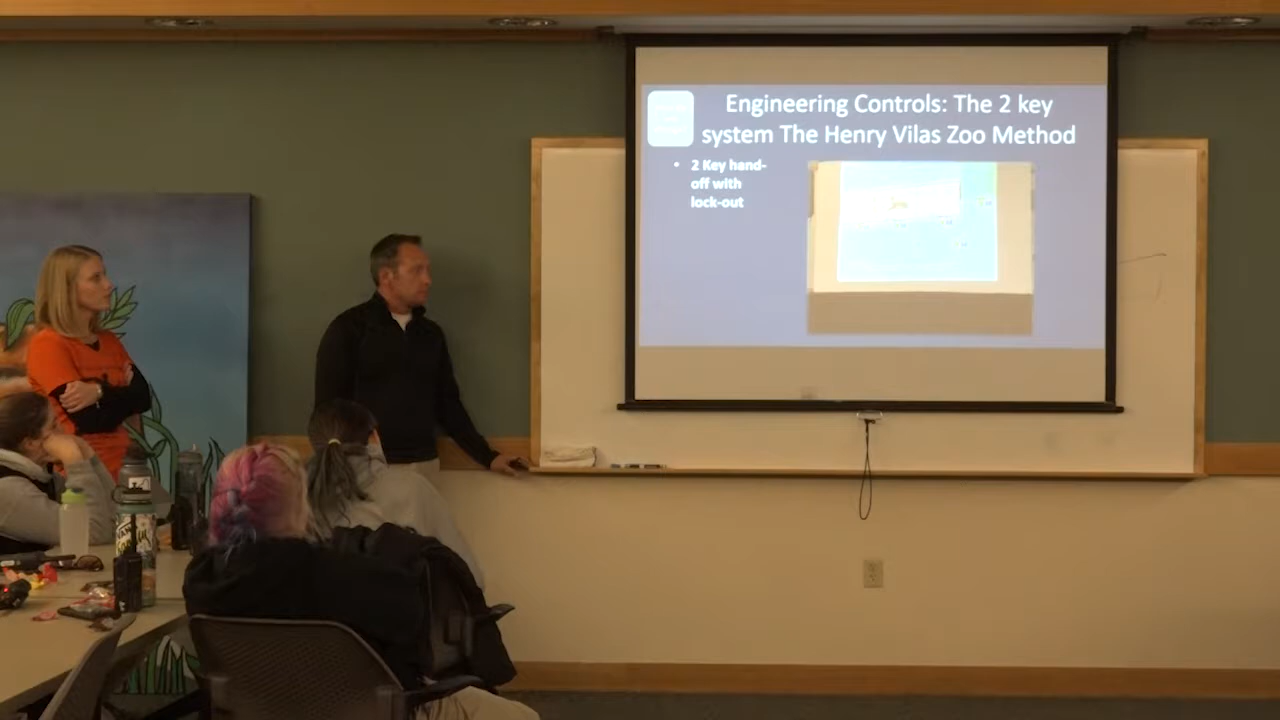 Engineering Controls: The 2 key
system The Henry Vilas Zoo Method
• 2 Key hand-
off with
lock-out